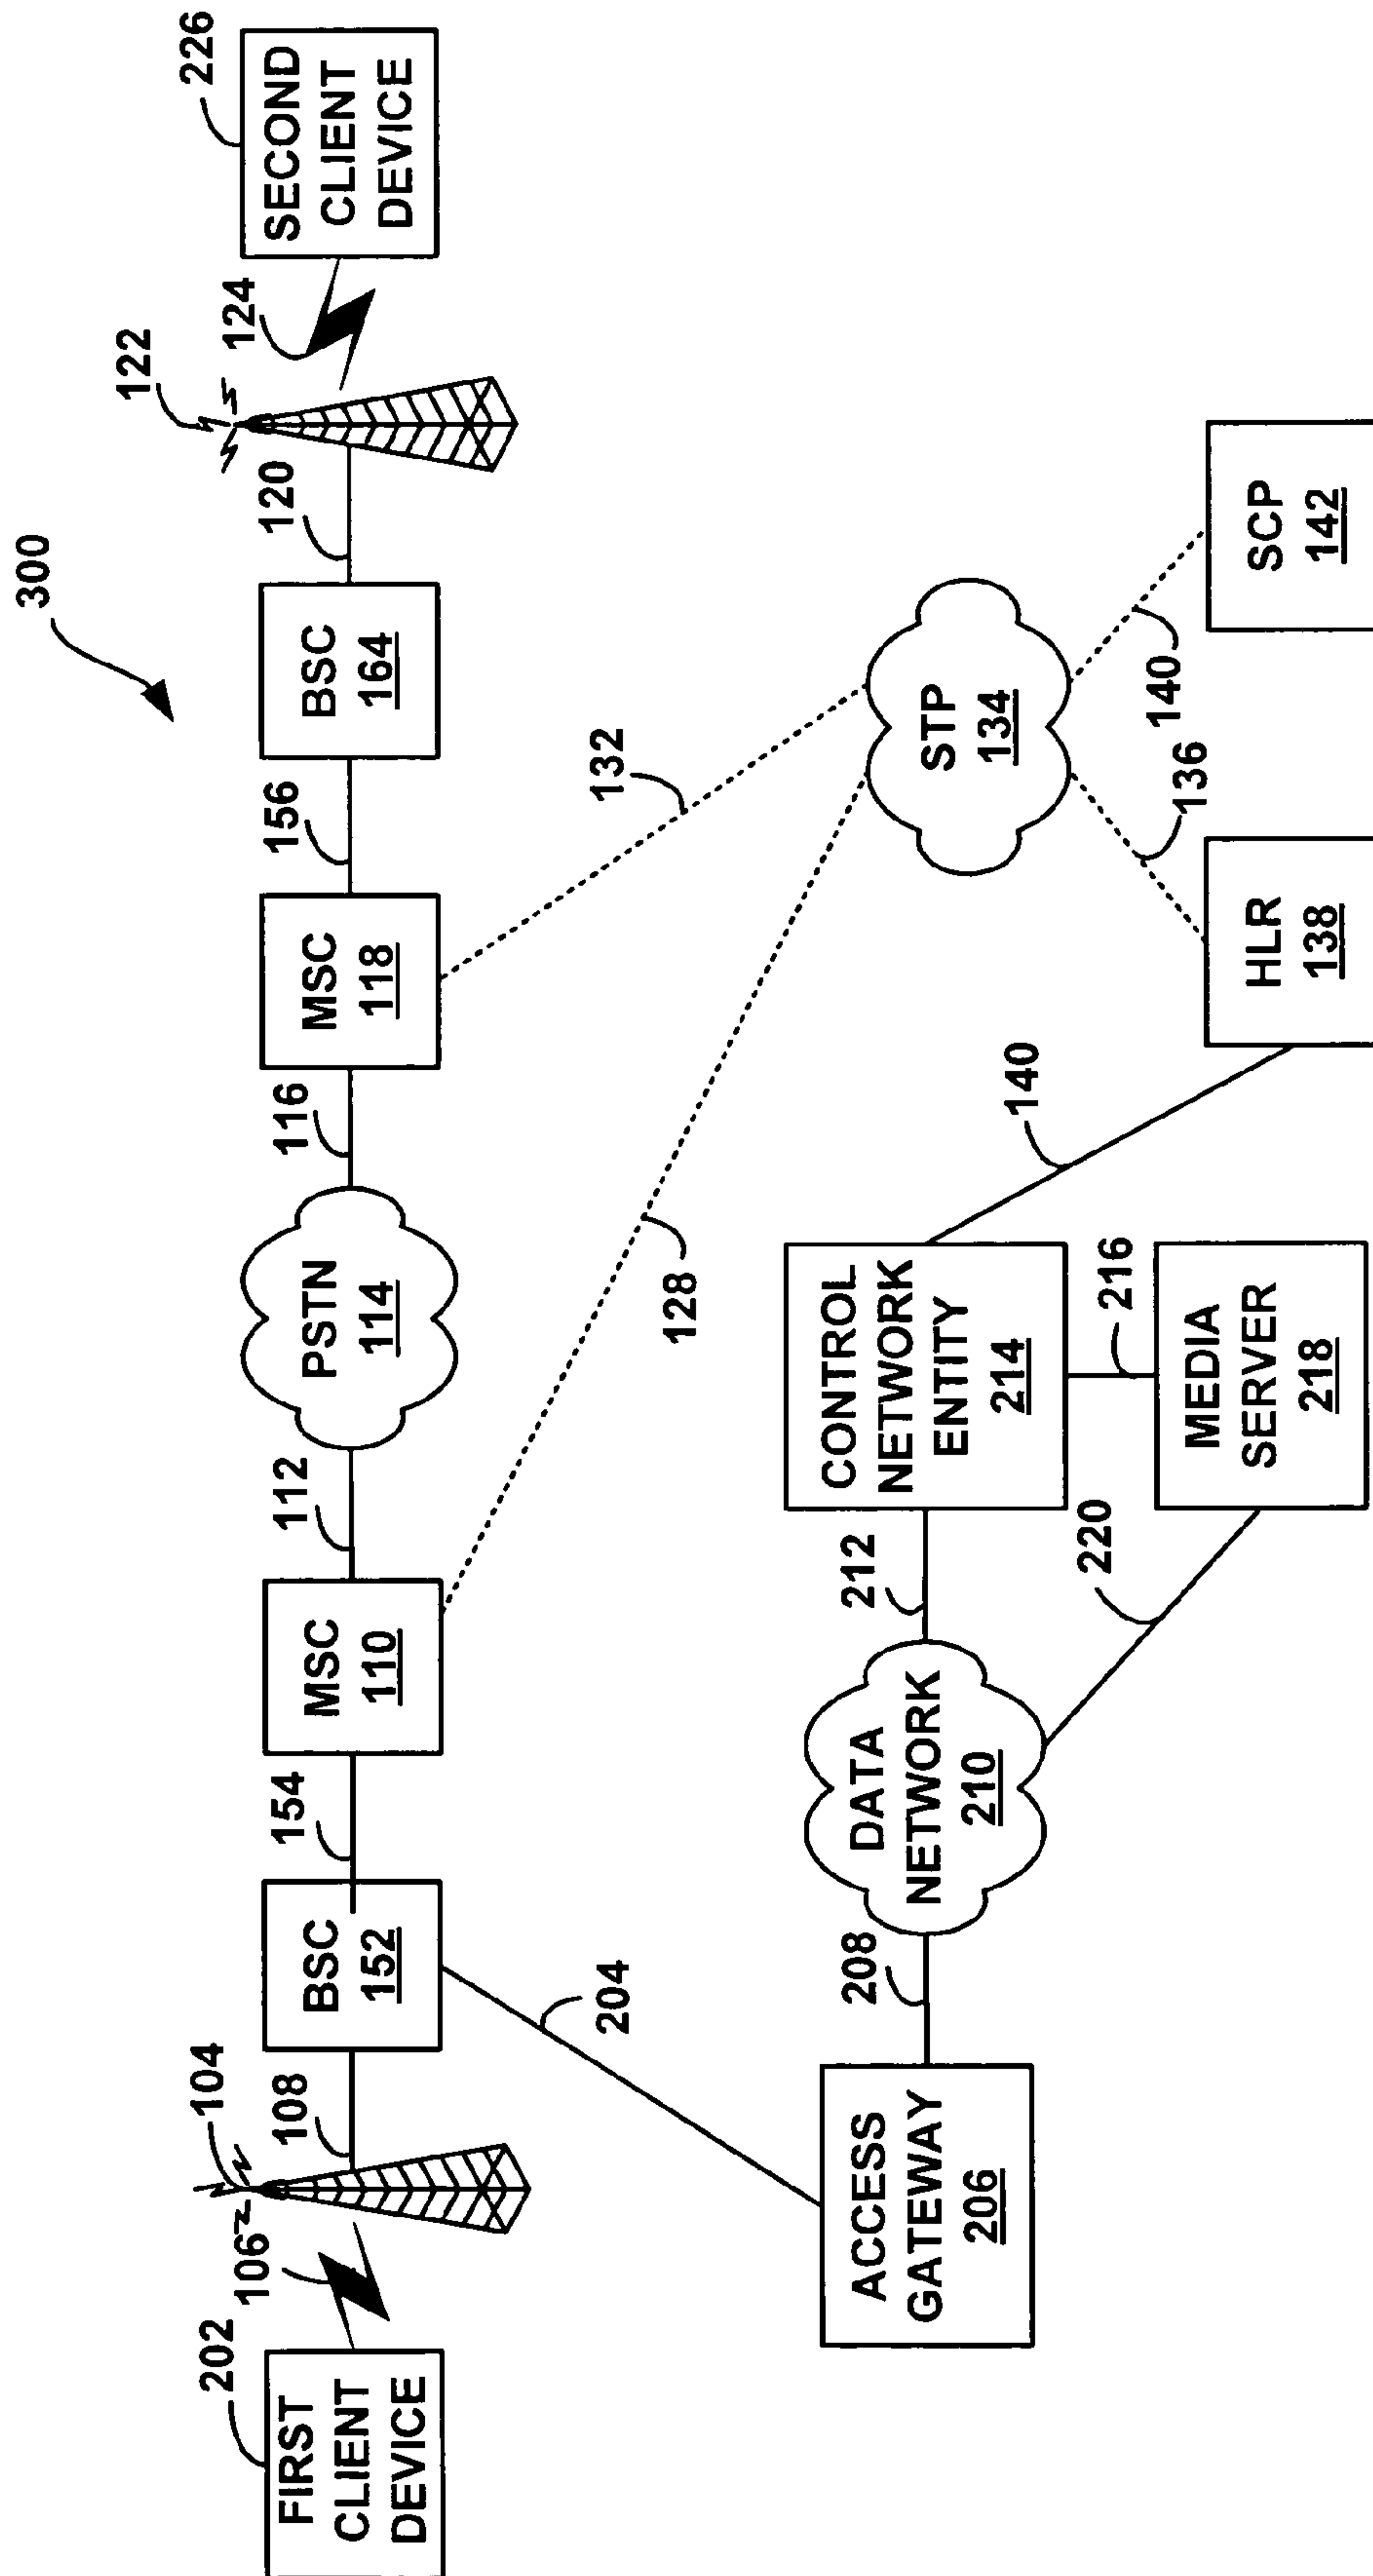 300
202
FIRST
CLIENT
DEVICE
106
104
108
BSC
152
154
MSC
110
112
PSTN
114
116
MSC
118
156
BSC
164
120
122
124
226
SECOND
CLIENT
DEVICE
204
128
132
ACCESS
GATEWAY
206
208
DATA
NETWORK
210
212
CONTROL
NETWORK
ENTITY
214
140
216
220
MEDIA
SERVER
218
STP
134
136
140
HLR
138
SCP
142